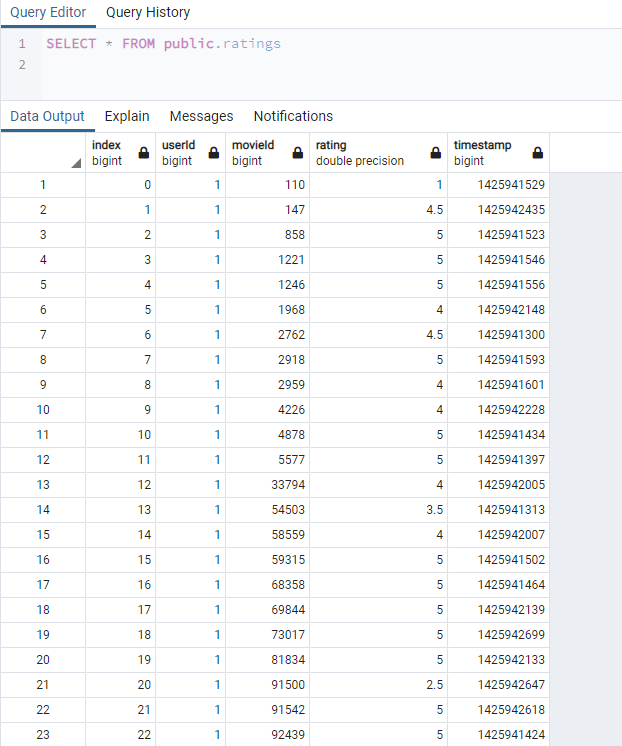 Query Editor Query History
1 SELECT * FROM public.ratings
2
Data Output Explain Messages Notifications
index userId movieId rating timestamp
bigint bigint bigint double precision bigint
1 0 1 110 1 1425941529
2 1 1 147 4.5 1425942435
3 2 1 858 5 1425941523
4 3 1 1221 5 1425941546
5 4 1 1246 5 1425941556
6 5 1 1968 4 1425942148
7 6 1 2762 4.5 1425941300
8 7 1 2918 5 1425941593
9 8 1 2959 4 1425941601
10 9 1 4226 4 1425942228
11 10 1 4878 5 1425941434
12 11 1 5577 5 1425941397
13 12 1 33794 4 1425942005
14 13 1 54503 3.5 1425941313
15 14 1 58559 4 1425942007
16 15 1 59315 5 1425941502
17 16 1 68358 5 1425941464
18 17 1 69844 5 1425942139
19 18 1 73017 5 1425942699
20 19 1 81834 5 1425942133
21 20 1 91500 2.5 1425942647
22 21 1 91542 5 1425942618
23 22 1 92439 5 1425941424